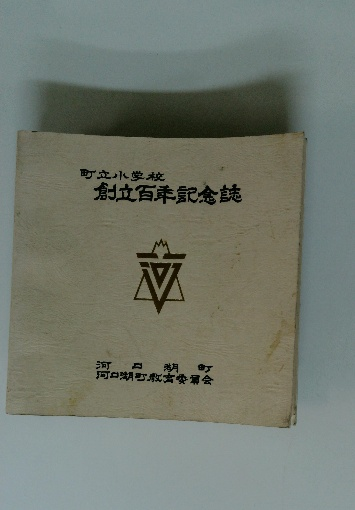 町立小学校
創立百年記念誌
河口湖町
河口湖町教育委員会